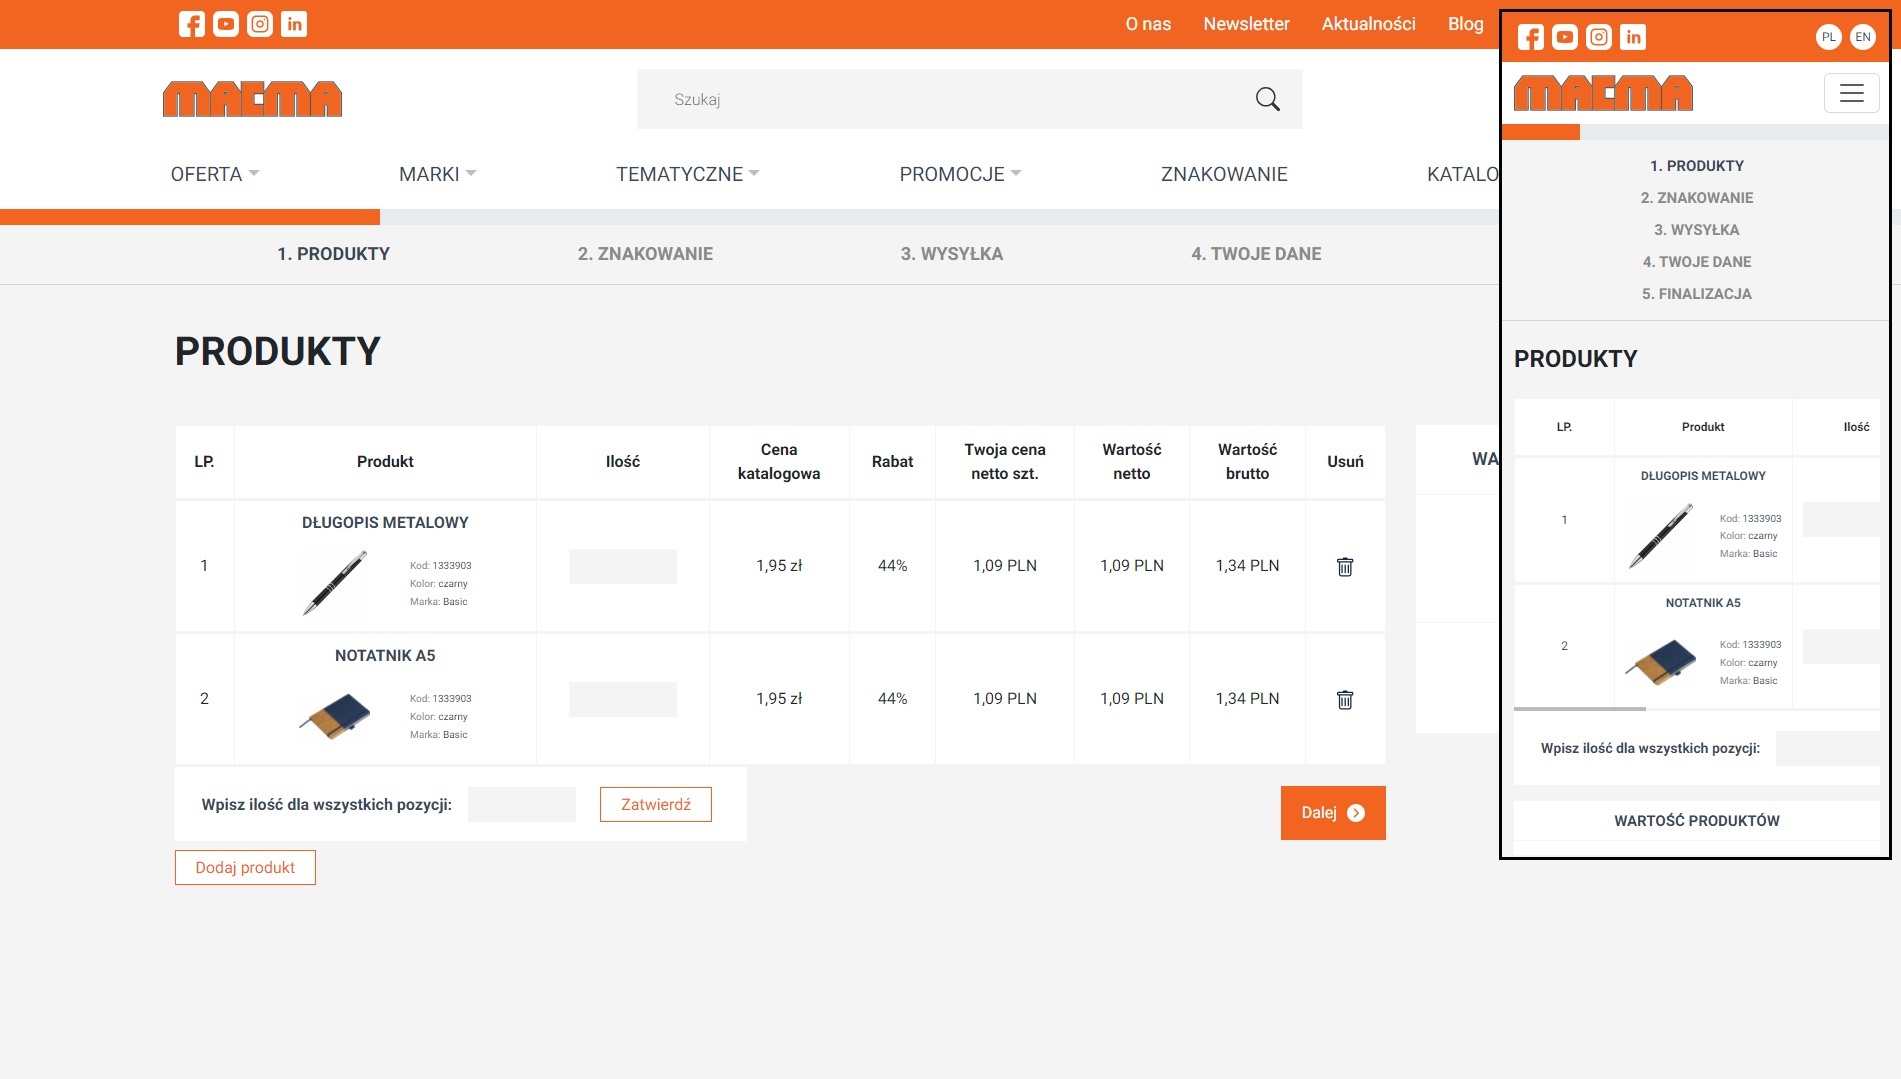 O nas Newsletter Aktualności Blog
MACMA
Szukaj
OFERTA MARKI TEMATYCZNE PROMOCJE ZNAKOWANIE KATALO
1. PRODUKTY 2. ZNAKOWANIE 3. WYSYŁKA 4. TWOJE DANE
PRODUKTY
LP. Produkt Ilość Cena katalogowa Rabat Twoja cena netto szt. Wartość netto Wartość brutto Usuń
DŁUGOPIS METALOWY
1 1,95 zł 44% 1,09 PLN 1,09 PLN 1,34 PLN
Kod: 1333903
Kolor: czarny
Marka: Basic
NOTATNIK A5
2 1,95 zł 44% 1,09 PLN 1,09 PLN 1,34 PLN
Kod: 1333903
Kolor: czarny
Marka: Basic
Wpisz ilość dla wszystkich pozycji: Zatwierdź
Dalej
Dodaj produkt
WA
PL EN
MACMA
1. PRODUKTY
2. ZNAKOWANIE
3. WYSYŁKA
4. TWOJE DANE
5. FINALIZACJA
PRODUKTY
LP. Produkt Ilość
DŁUGOPIS METALOWY
1
Kod: 1333903
Kolor: czarny
Marka: Basic
NOTATNIK A5
2
Kod: 1333903
Kolor: czarny
Marka: Basic
Wpisz ilość dla wszystkich pozycji:
WARTOŚĆ PRODUKTÓW